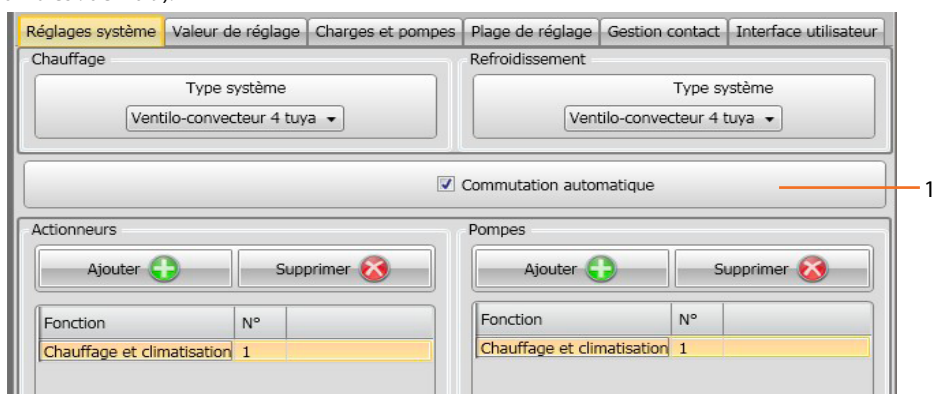 Réglages système Valeur de réglage Charges et pompes Plage de réglage Gestion contact Interface utilisateur
Chauffage
Type système
Ventilo-convecteur 4 tuya
Refroidissement
Type système
Ventilo-convecteur 4 tuya
Commutation automatique
1
Actionneurs
Ajouter Supprimer
Fonction N°
Chauffage et climatisation 1
Pompes
Ajouter Supprimer
Fonction N°
Chauffage et climatisation 1